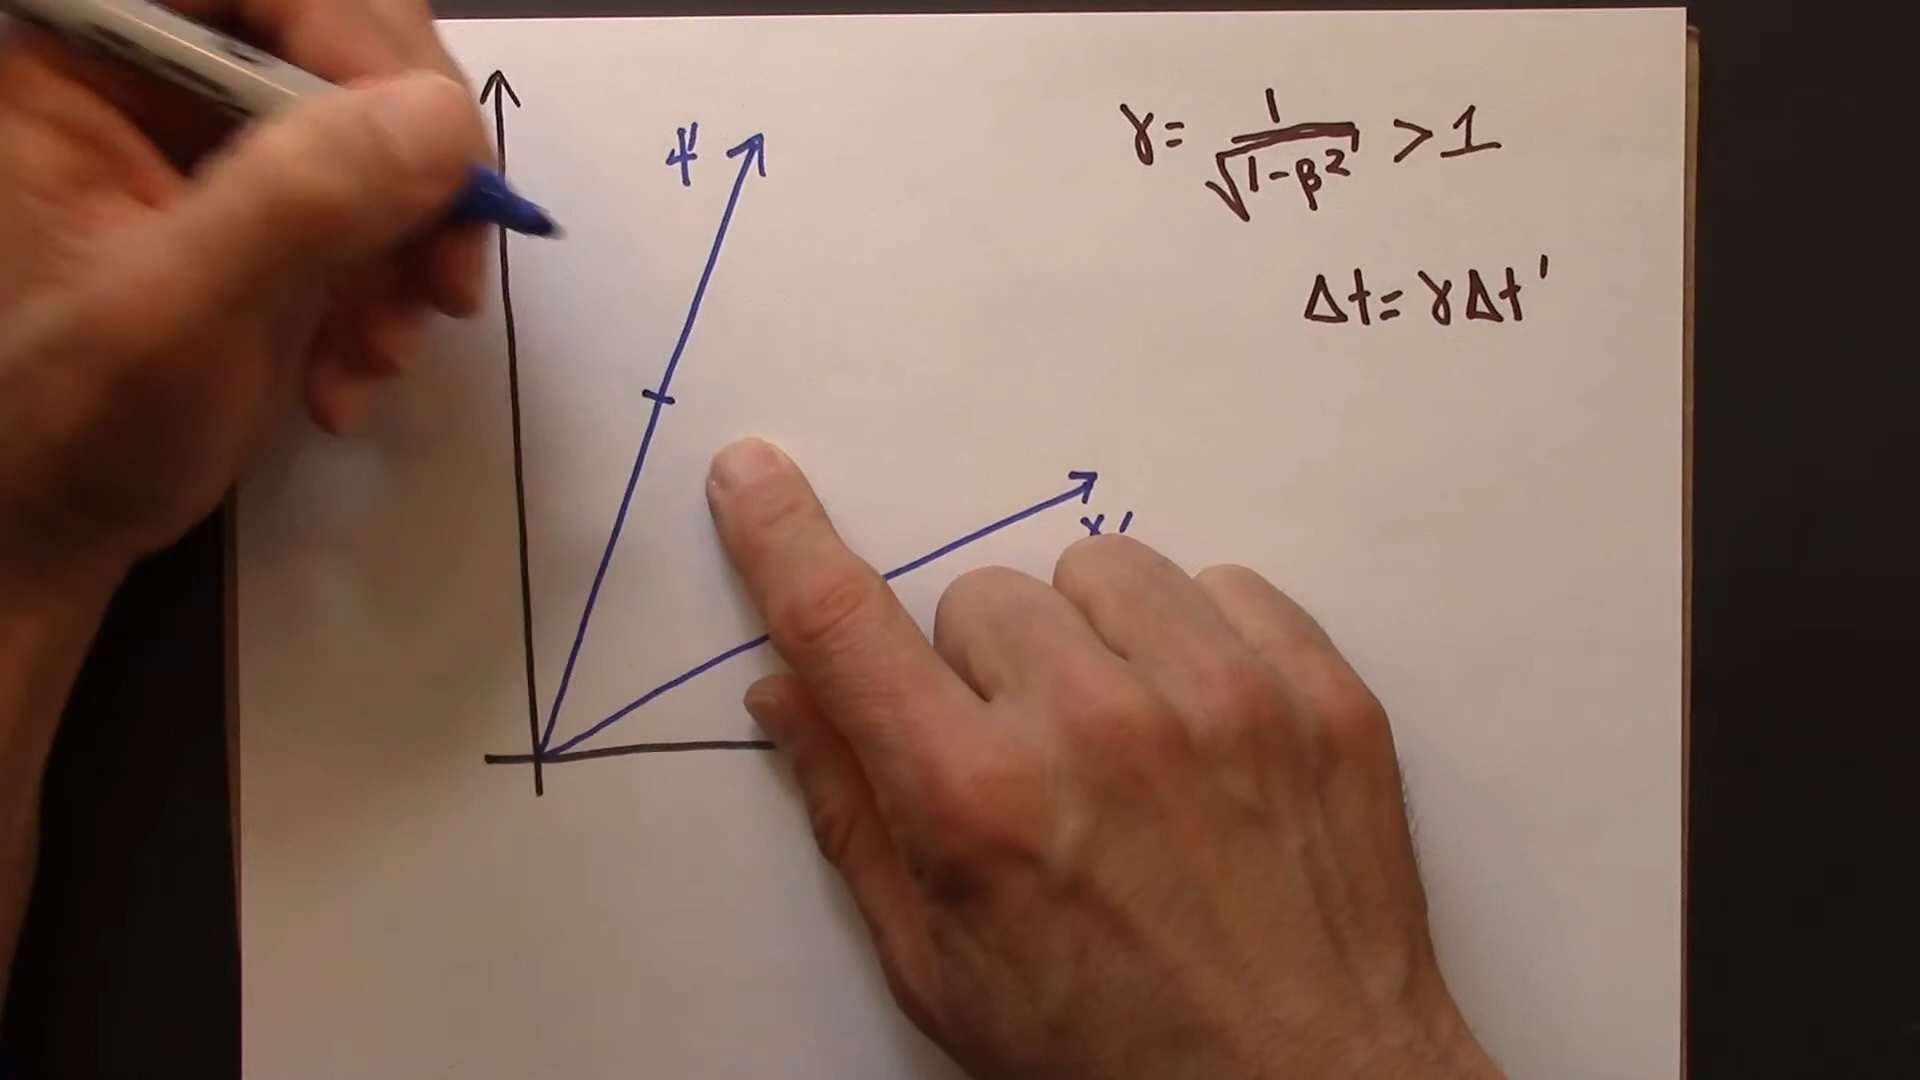 t'
γ = 1/√(1-β²) > 1
Δt = γΔt'
x'